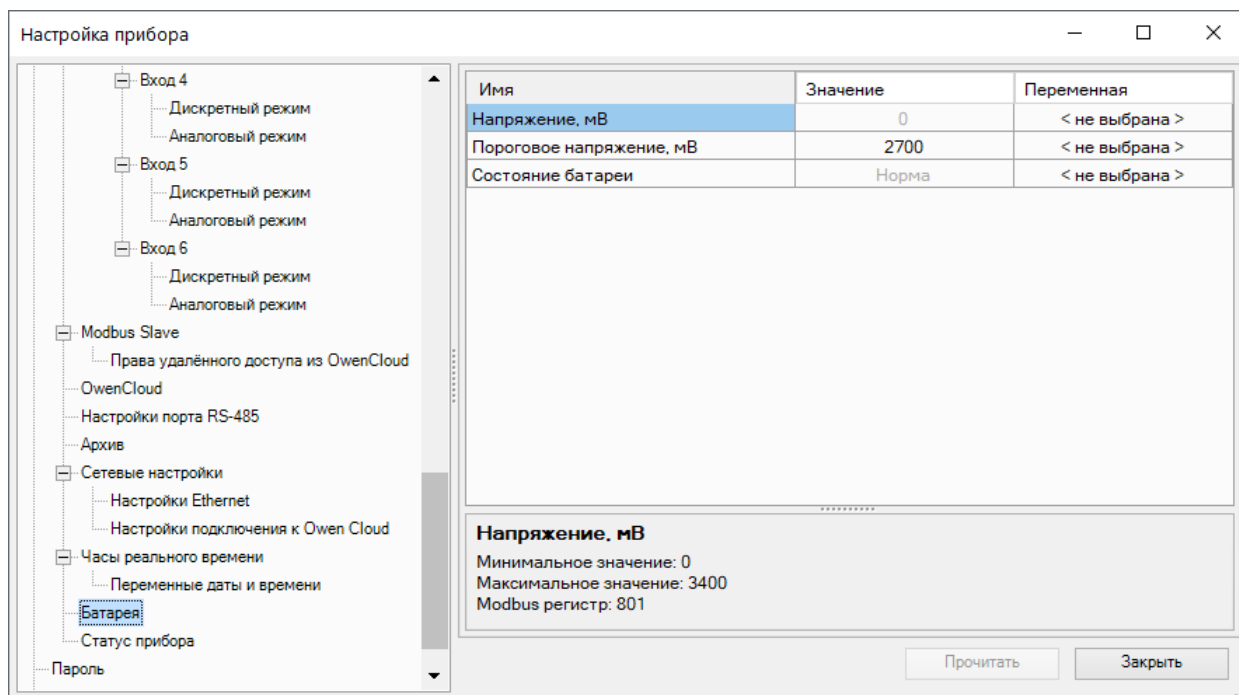 Настройка прибора
Вход 4
Дискретный режим
Аналоговый режим
Вход 5
Дискретный режим
Аналоговый режим
Вход 6
Дискретный режим
Аналоговый режим
Modbus Slave
Права удалённого доступа из OwenCloud
OwenCloud
Настройки порта RS-485
Архив
Сетевые настройки
Настройки Ethernet
Настройки подключения к Owen Cloud
Часы реального времени
Переменные даты и времени
Батарея
Статус прибора
Пароль
Имя Значение Переменная
Напряжение, мВ 0 < не выбрана >
Пороговое напряжение, мВ 2700 < не выбрана >
Состояние батареи Норма < не выбрана >
Напряжение, мВ
Минимальное значение: 0
Максимальное значение: 3400
Modbus регистр: 801
Прочитать Закрыть